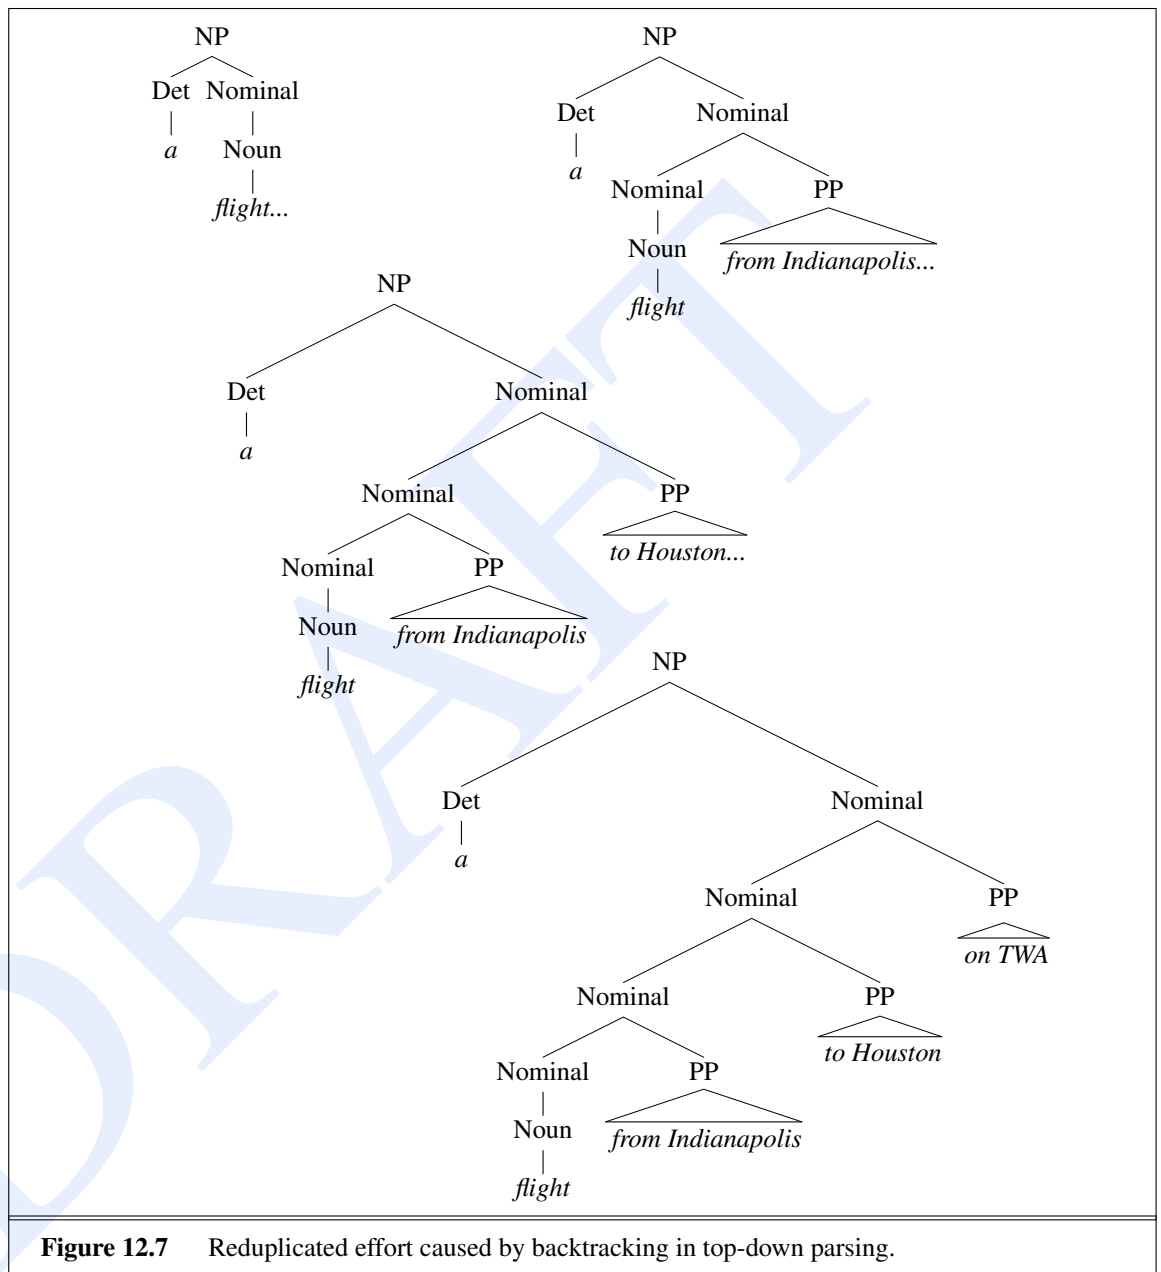 NP
Det Nominal
a Noun
flight...
NP
Det Nominal
a
Nominal PP
Noun from Indianapolis...
flight
NP
Det Nominal
a
Nominal PP
to Houston...
Nominal PP
Noun from Indianapolis
flight
NP
Det Nominal
a
Nominal PP
on TWA
Nominal PP
to Houston
Nominal PP
Noun from Indianapolis
flight
DRAFT
Figure 12.7 Reduplicated effort caused by backtracking in top-down parsing.